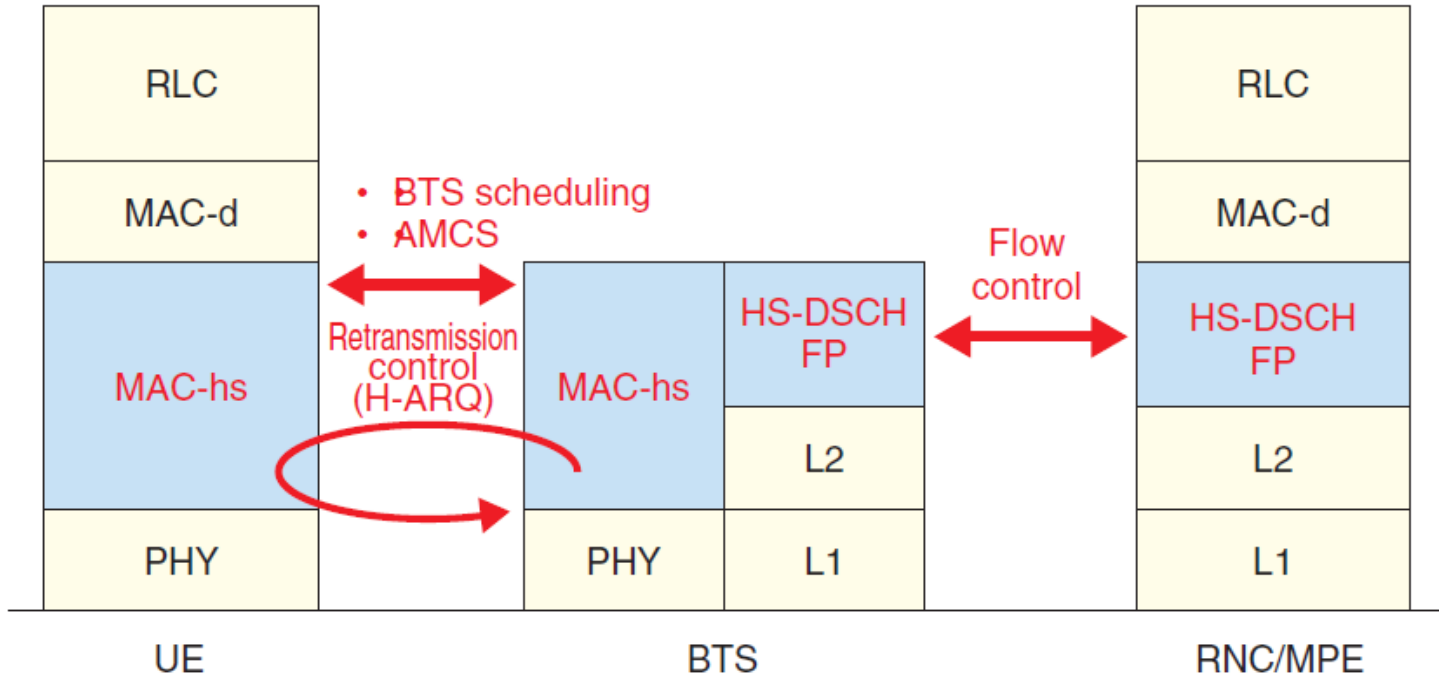 RLC
MAC-d
MAC-hs
PHY
UE
• • BTS scheduling
• • AMCS
Retransmission
control
(H-ARQ)
MAC-hs
PHY
HS-DSCH
FP
L2
L1
BTS
Flow
control
RLC
MAC-d
HS-DSCH
FP
L2
L1
RNC/MPE